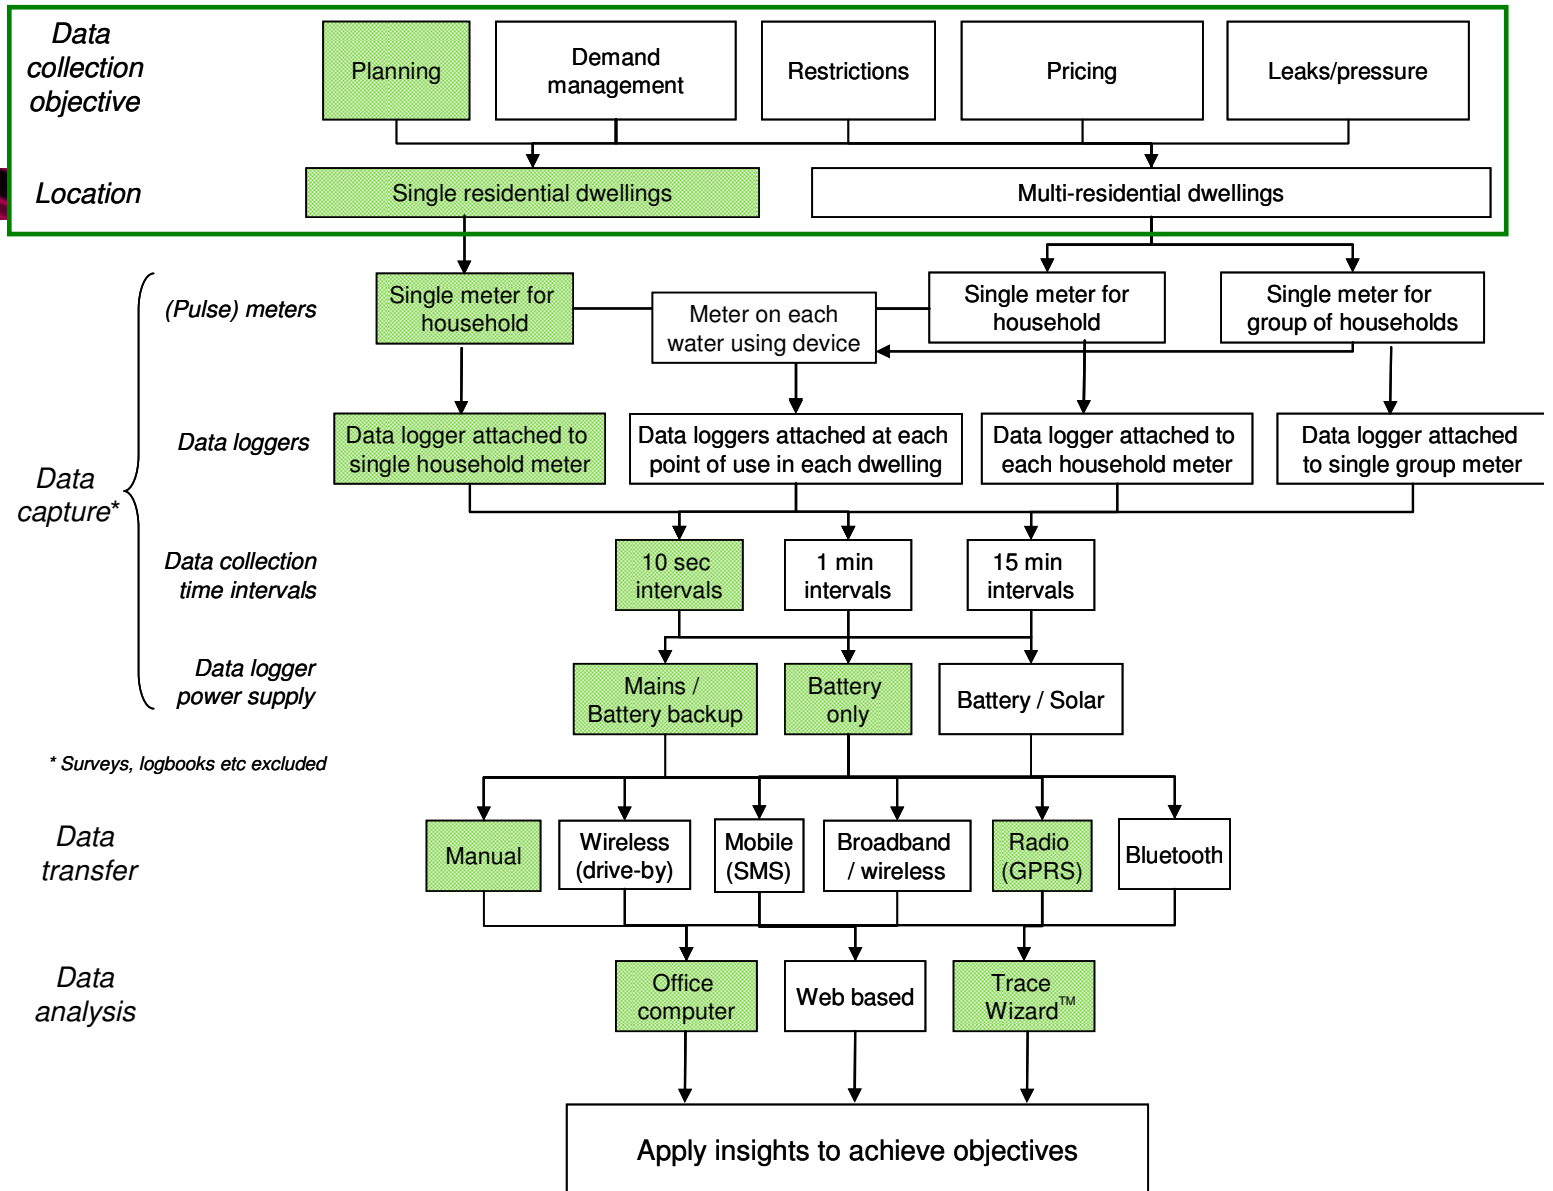 Data
collection
objective
Planning
Demand
management
Restrictions
Pricing
Leaks/pressure
Location
Single residential dwellings
Multi-residential dwellings
(Pulse) meters
Single meter for
household
Meter on each
water using device
Single meter for
household
Single meter for
group of households
Data
capture*
Data loggers
Data logger attached to
single household meter
Data loggers attached at each
point of use in each dwelling
Data logger attached to
each household meter
Data logger attached
to single group meter
Data collection
time intervals
10 sec
intervals
1 min
intervals
15 min
intervals
Data logger
power supply
Mains /
Battery backup
Battery
only
Battery / Solar
* Surveys, logbooks etc excluded
Data
transfer
Manual
Wireless
(drive-by)
Mobile
(SMS)
Broadband
/ wireless
Radio
(GPRS)
Bluetooth
Data
analysis
Office
computer
Web based
Trace
Wizard™
Apply insights to achieve objectives